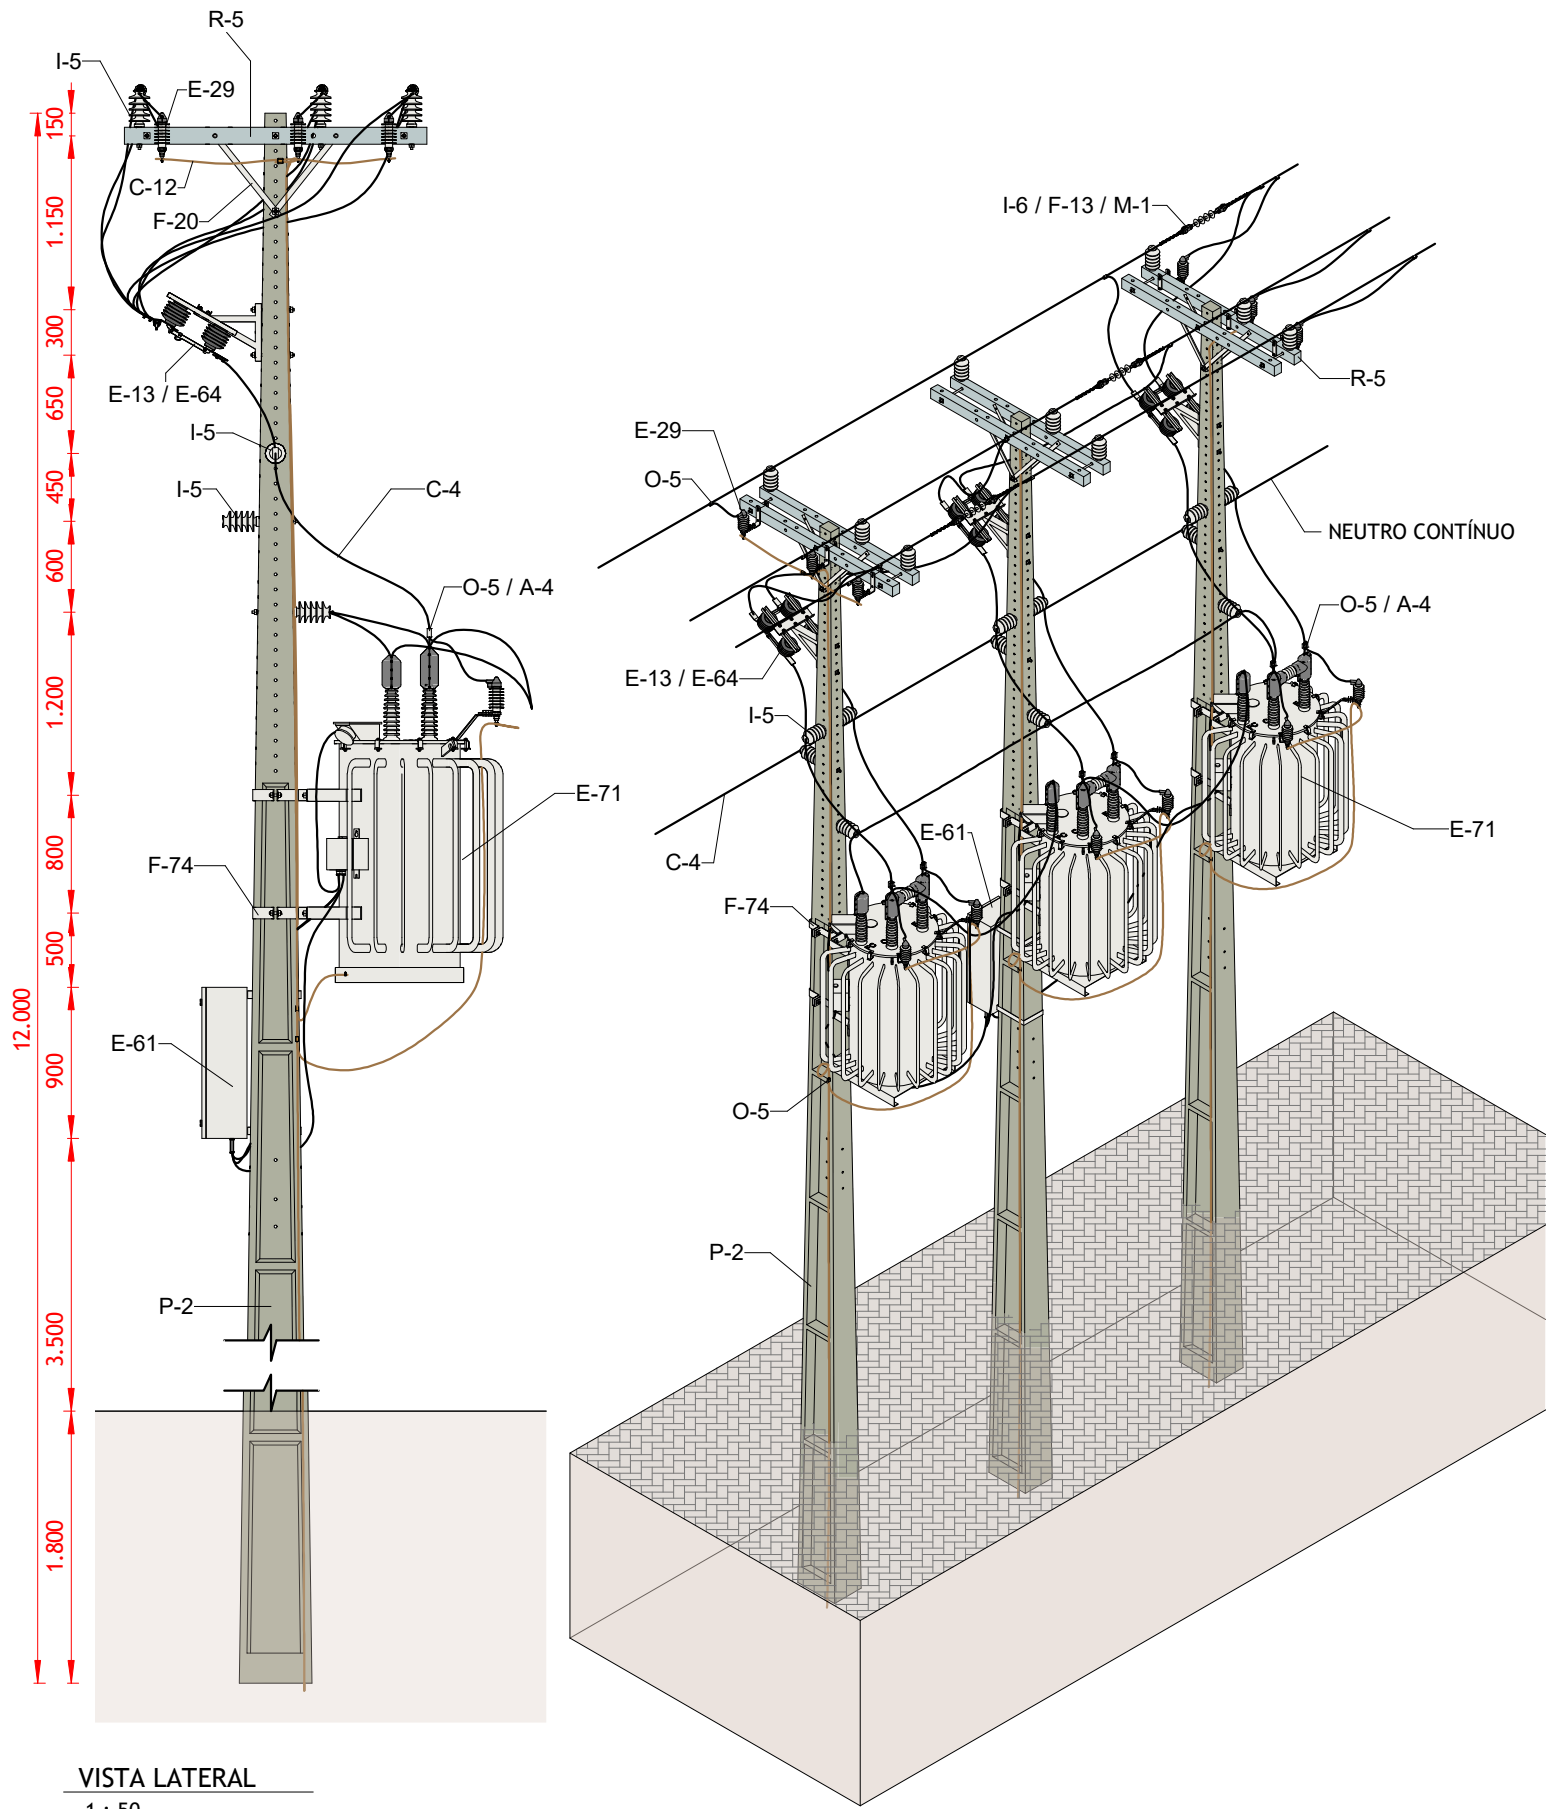 R-5
I-5
E-29
150
C-12
F-20
1.150
300
E-13 / E-64
650
I-5
I-5
450
C-4
600
O-5 / A-4
1.200
E-71
800
F-74
500
12.000
E-61
900
P-2
3.500
1.800
VISTA LATERAL
1 : 50
I-6 / F-13 / M-1
R-5
E-29
O-5
NEUTRO CONTÍNUO
O-5 / A-4
E-13 / E-64
I-5
E-71
E-61
C-4
F-74
O-5
P-2